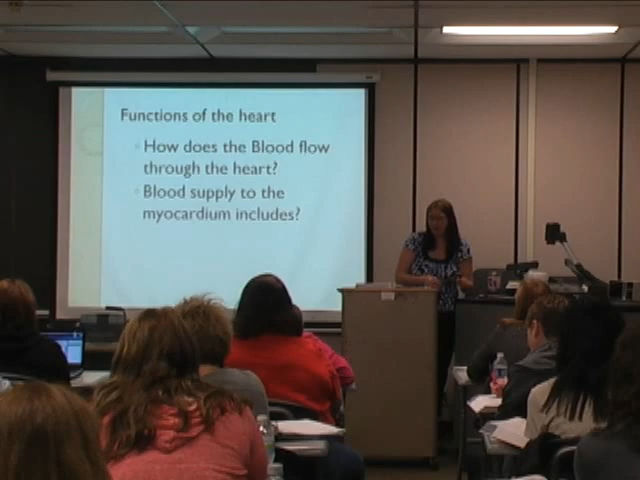 Functions of the heart
How does the Blood flow
through the heart?
Blood supply to the
myocardium includes?